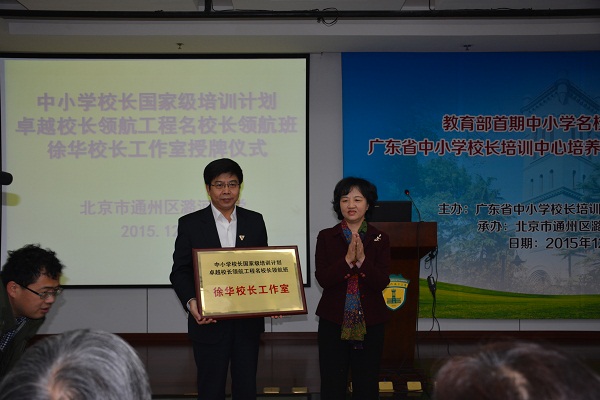 中小学校长国家级培训计划
卓越校长领航工程名校长领航班
徐华校长工作室授牌仪式
北京市通州区潞河
2015.12
教育部首期中小学名校
广东省中小学校长培训中心培养
主办：广东省中小学校长培训
承办：北京市通州区潞
日期：2015年12
中小学校长国家级培训计划
卓越校长领航工程名校长领航班
徐华校长工作室